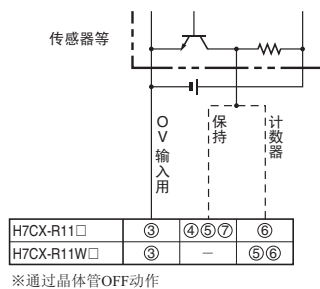 传感器等
0V输入用
保持
计数器
H7CX-R11□ ③ ④⑤⑦ ⑥
H7CX-R11W□ ③ － ⑤⑥
※通过晶体管OFF动作